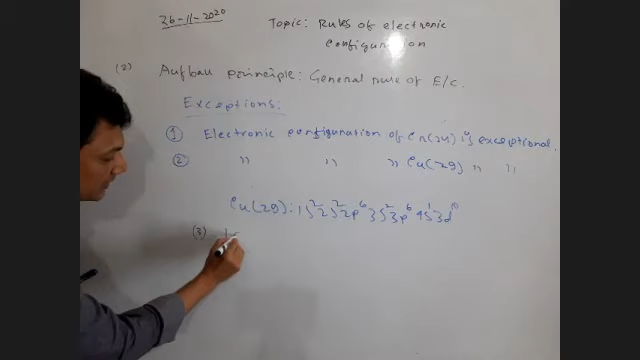 26-11-2020
Topic: Rules of electronic
configuration
(2) Aufbau principle: General rule of E/C.
Exceptions:
① Electronic configuration of Cr(24) is exceptional.
② " " " Cu(29) " "
Cu(29): 1s² 2s² 2p⁶ 3s² 3p⁶ 4s¹ 3d¹⁰
(3)